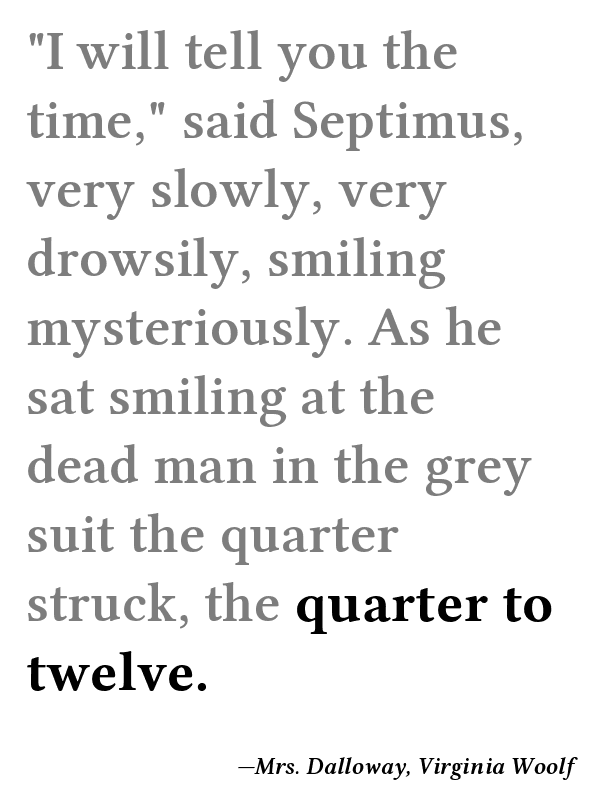 "I will tell you the
time," said Septimus,
very slowly, very
drowsily, smiling
mysteriously. As he
sat smiling at the
dead man in the grey
suit the quarter
struck, the quarter to
twelve.
—Mrs. Dalloway, Virginia Woolf